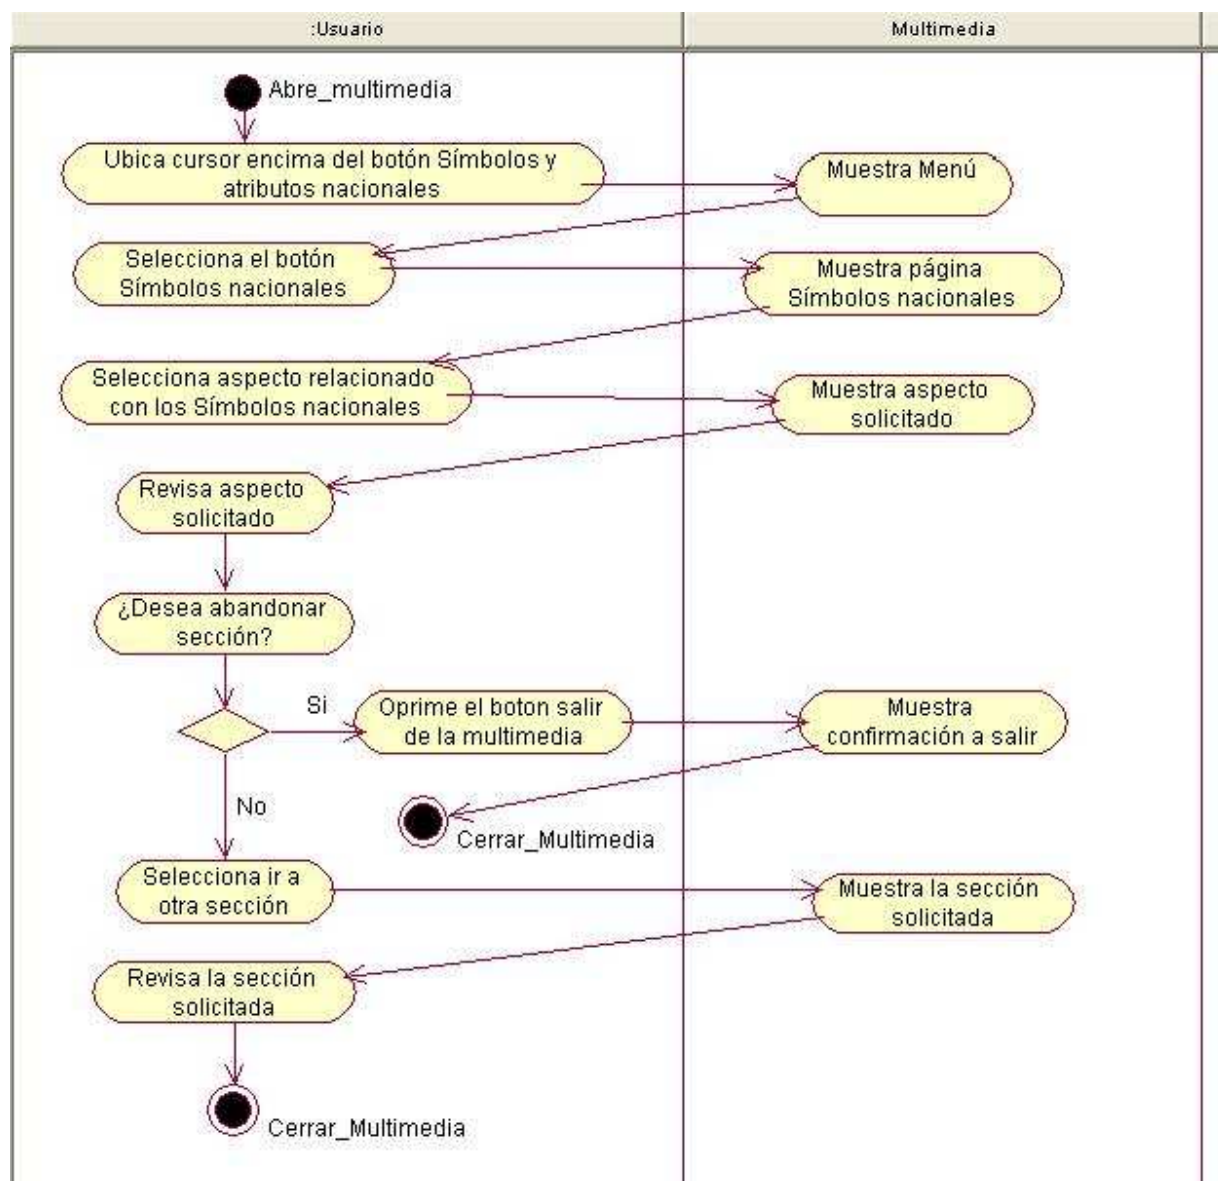 :Usuario
Multimedia
Abre_multimedia
Ubica cursor encima del botón Símbolos y
atributos nacionales
Muestra Menú
Selecciona el botón
Símbolos nacionales
Muestra página
Símbolos nacionales
Selecciona aspecto relacionado
con los Símbolos nacionales
Muestra aspecto
solicitado
Revisa aspecto
solicitado
¿Desea abandonar
sección?
Si
Oprime el boton salir
de la multimedia
Muestra
confirmación a salir
No
Cerrar_Multimedia
Selecciona ir a
otra sección
Muestra la sección
solicitada
Revisa la sección
solicitada
Cerrar_Multimedia